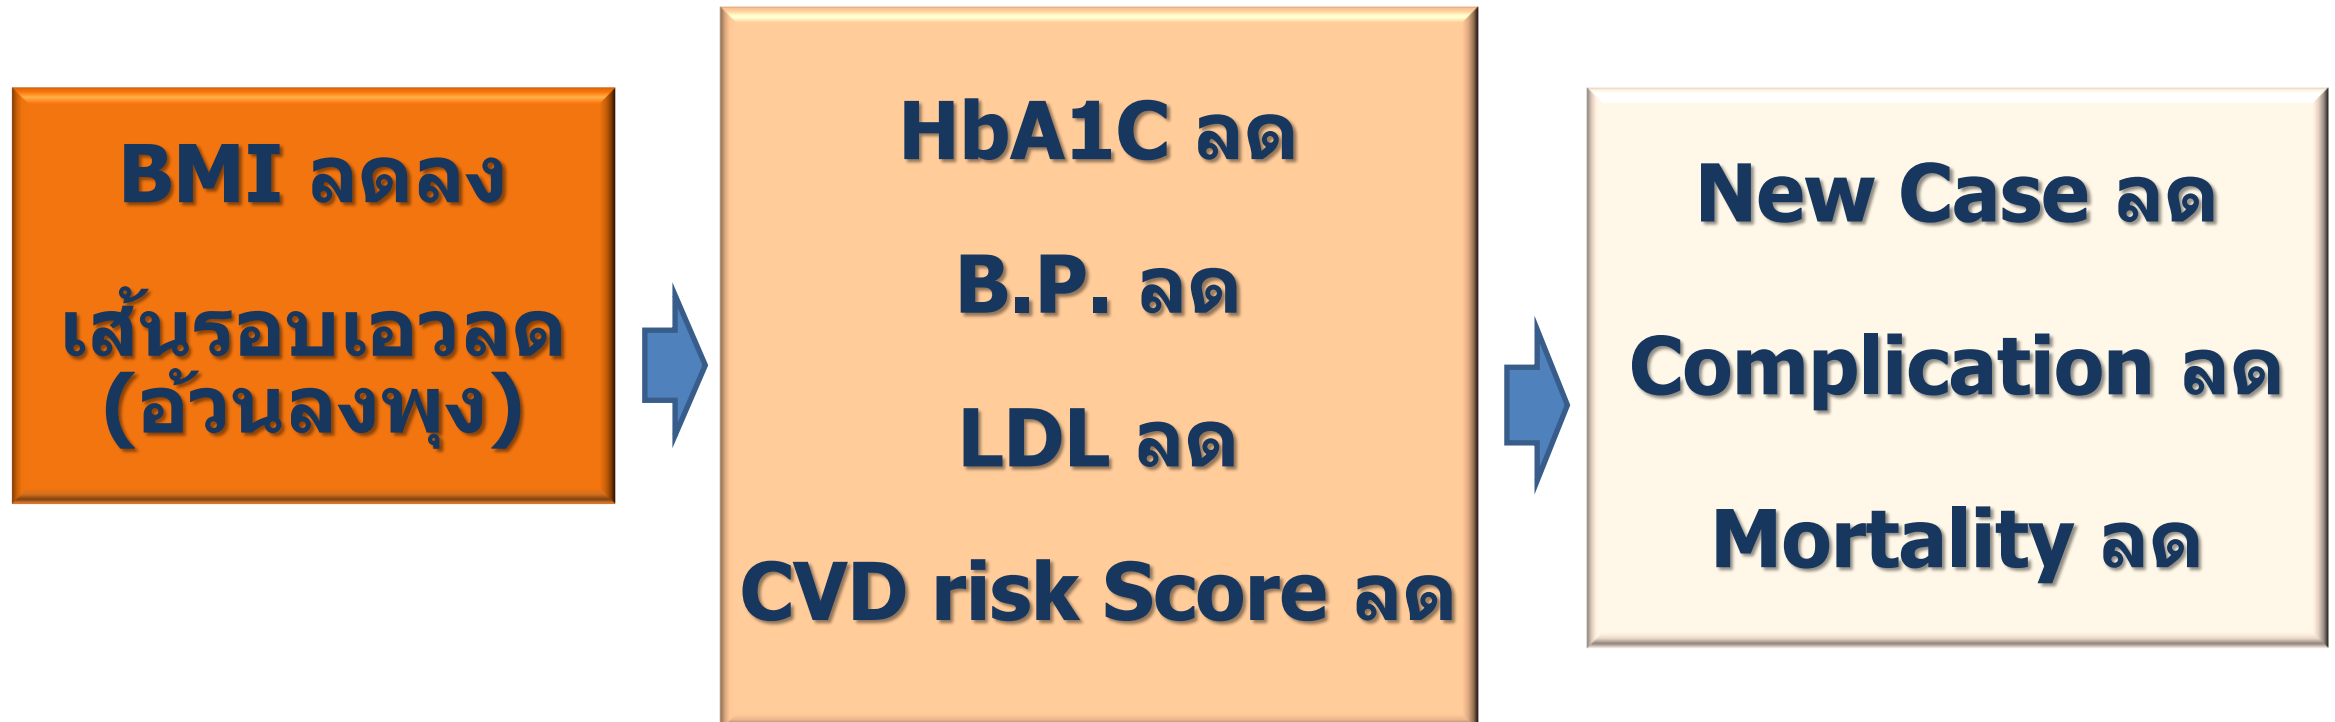 BMI ลดลง
เส้นรอบเอวลด
(อ้วนลงพุง)
HbA1C ลด
B.P. ลด
LDL ลด
CVD risk Score ลด
New Case ลด
Complication ลด
Mortality ลด